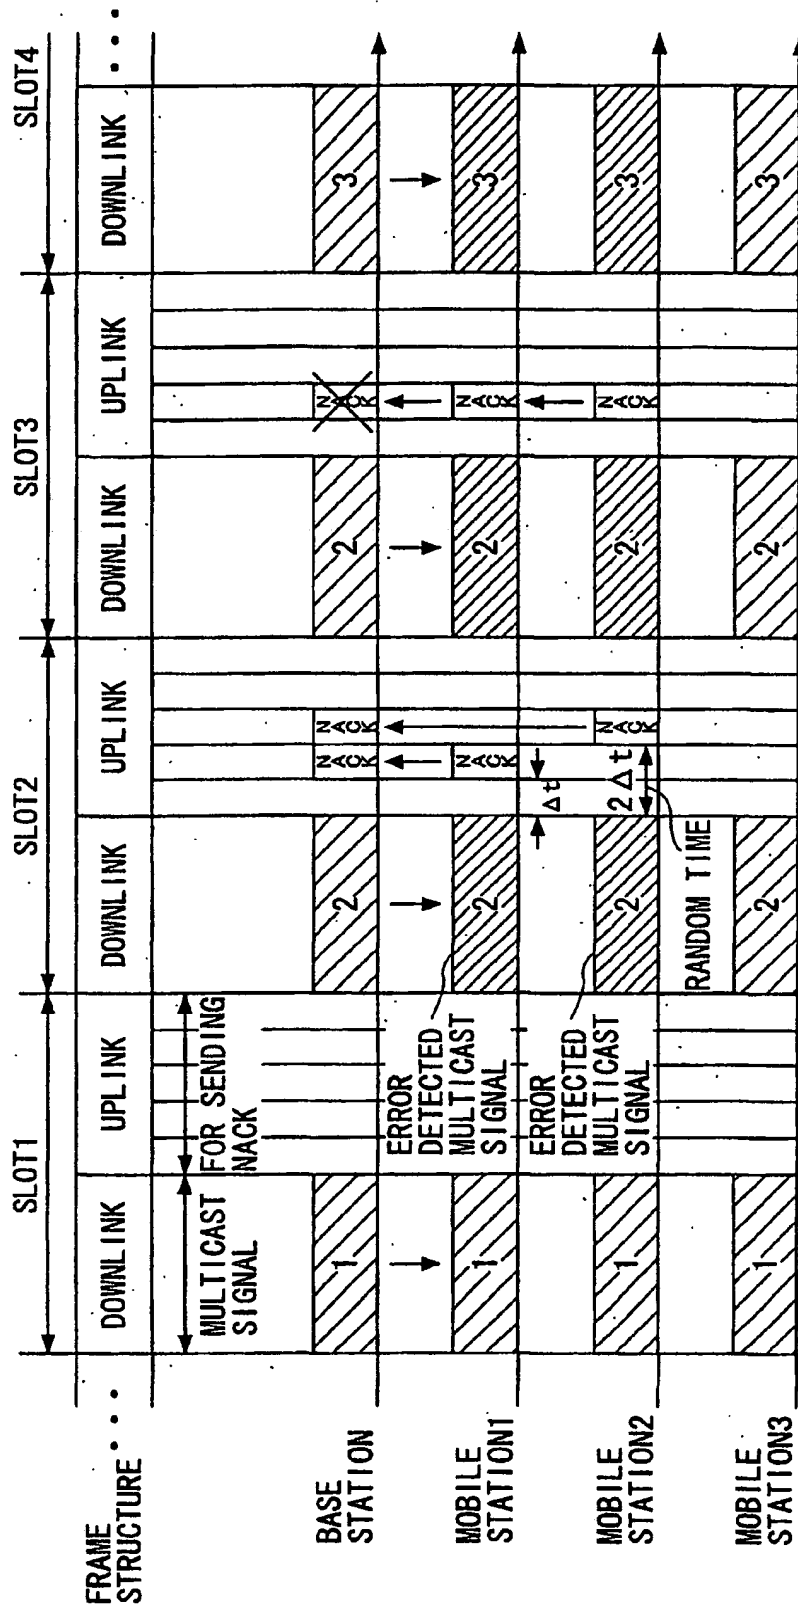 SLOT1
SLOT2
SLOT3
SLOT4
FRAME
STRUCTURE
...
DOWNLINK
UPLINK
DOWNLINK
UPLINK
DOWNLINK
UPLINK
DOWNLINK
...
MULTICAST
SIGNAL
FOR SENDING
NACK
BASE
STATION
1
2
NACK
NACK
2
NACK
3
ERROR
DETECTED
MULTICAST
SIGNAL
MOBILE
STATION1
1
2
NACK
2
NACK
3
Δt
ERROR
DETECTED
MULTICAST
SIGNAL
MOBILE
STATION2
1
2
2Δt
NACK
2
NACK
3
RANDOM TIME
MOBILE
STATION3
1
2
2
3